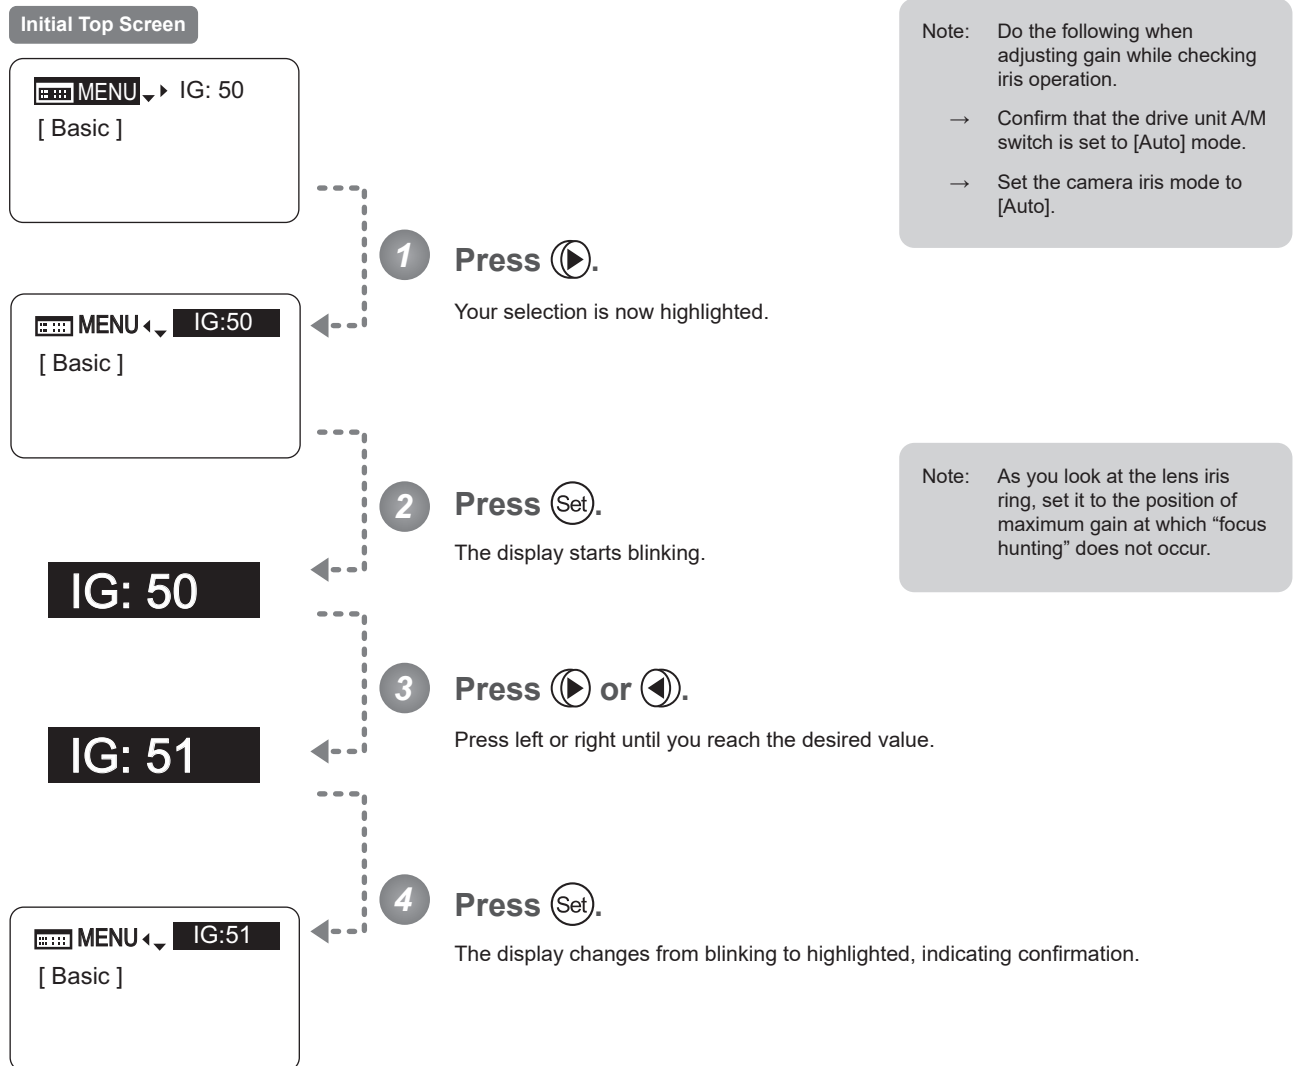 Initial Top Screen
MENU IG: 50
[ Basic ]
Note: Do the following when
adjusting gain while checking
iris operation.
→ Confirm that the drive unit A/M
switch is set to [Auto] mode.
→ Set the camera iris mode to
[Auto].
1 Press .
Your selection is now highlighted.
MENU IG:50
[ Basic ]
2 Press Set.
The display starts blinking.
Note: As you look at the lens iris
ring, set it to the position of
maximum gain at which “focus
hunting” does not occur.
IG: 50
3 Press or .
Press left or right until you reach the desired value.
IG: 51
4 Press Set.
The display changes from blinking to highlighted, indicating confirmation.
MENU IG:51
[ Basic ]